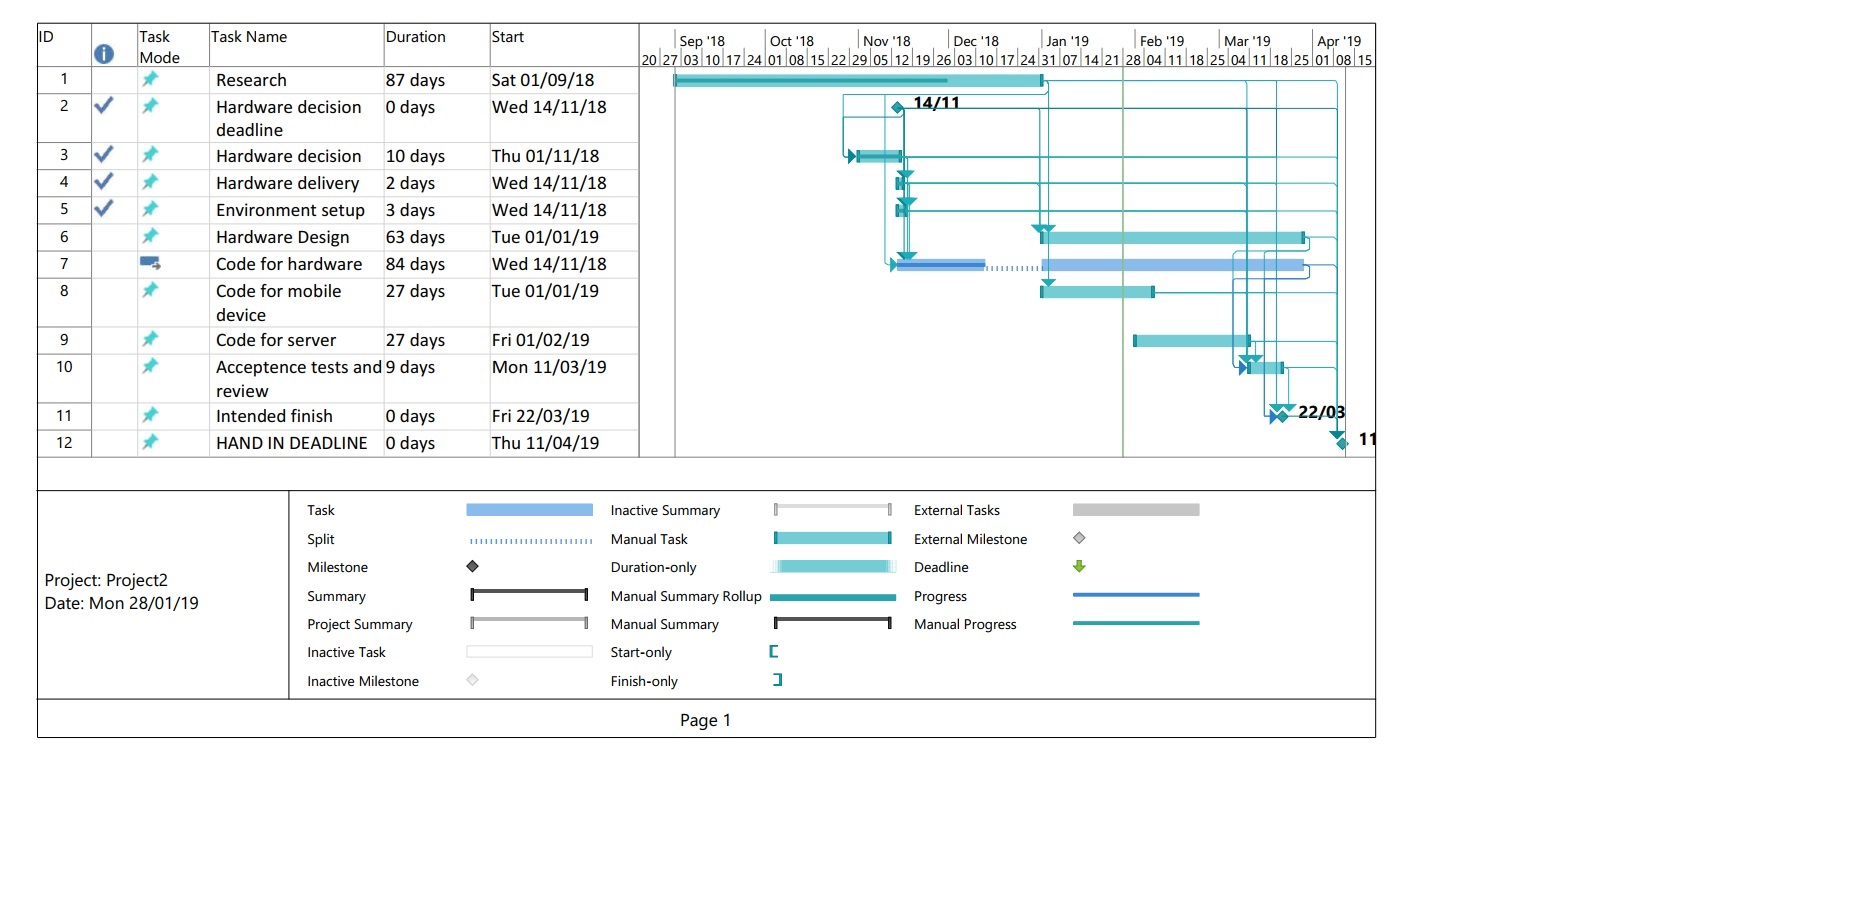 ID Task Mode Task Name Duration Start
Sep '18 Oct '18 Nov '18 Dec '18 Jan '19 Feb '19 Mar '19 Apr '19
20 27 03 10 17 24 01 08 15 22 29 05 12 19 26 03 10 17 24 31 07 14 21 28 04 11 18 25 04 11 18 25 01 08 15
1 Research 87 days Sat 01/09/18
2 Hardware decision deadline 0 days Wed 14/11/18
14/11
3 Hardware decision 10 days Thu 01/11/18
4 Hardware delivery 2 days Wed 14/11/18
5 Environment setup 3 days Wed 14/11/18
6 Hardware Design 63 days Tue 01/01/19
7 Code for hardware 84 days Wed 14/11/18
8 Code for mobile device 27 days Tue 01/01/19
9 Code for server 27 days Fri 01/02/19
10 Acceptence tests and review 9 days Mon 11/03/19
11 Intended finish 0 days Fri 22/03/19
22/03
12 HAND IN DEADLINE 0 days Thu 11/04/19
11
Project: Project2
Date: Mon 28/01/19
Task
Split
Milestone
Summary
Project Summary
Inactive Task
Inactive Milestone
Inactive Summary
Manual Task
Duration-only
Manual Summary Rollup
Manual Summary
Start-only
Finish-only
External Tasks
External Milestone
Deadline
Progress
Manual Progress
Page 1